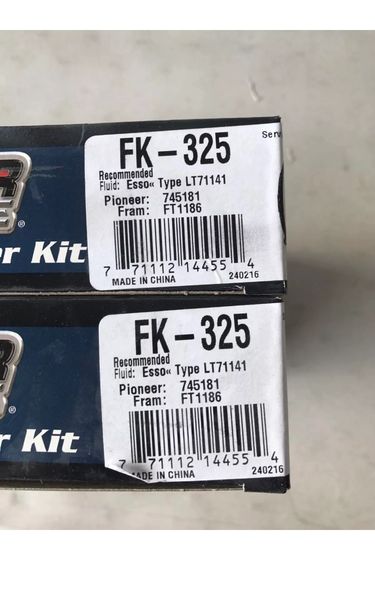 FK-325
Serv
Recommended
Fluid: Esso« Type LT71141
Pioneer: 745181
Fram: FT1186
7 71112 14455 4
MADE IN CHINA
240216
R
®
er Kit
FK-325
Recommended
Fluid: Esso« Type LT71141
Pioneer: 745181
Fram: FT1186
7 71112 14455 4
ADE IN CHINA
240216
R
®
r Kit